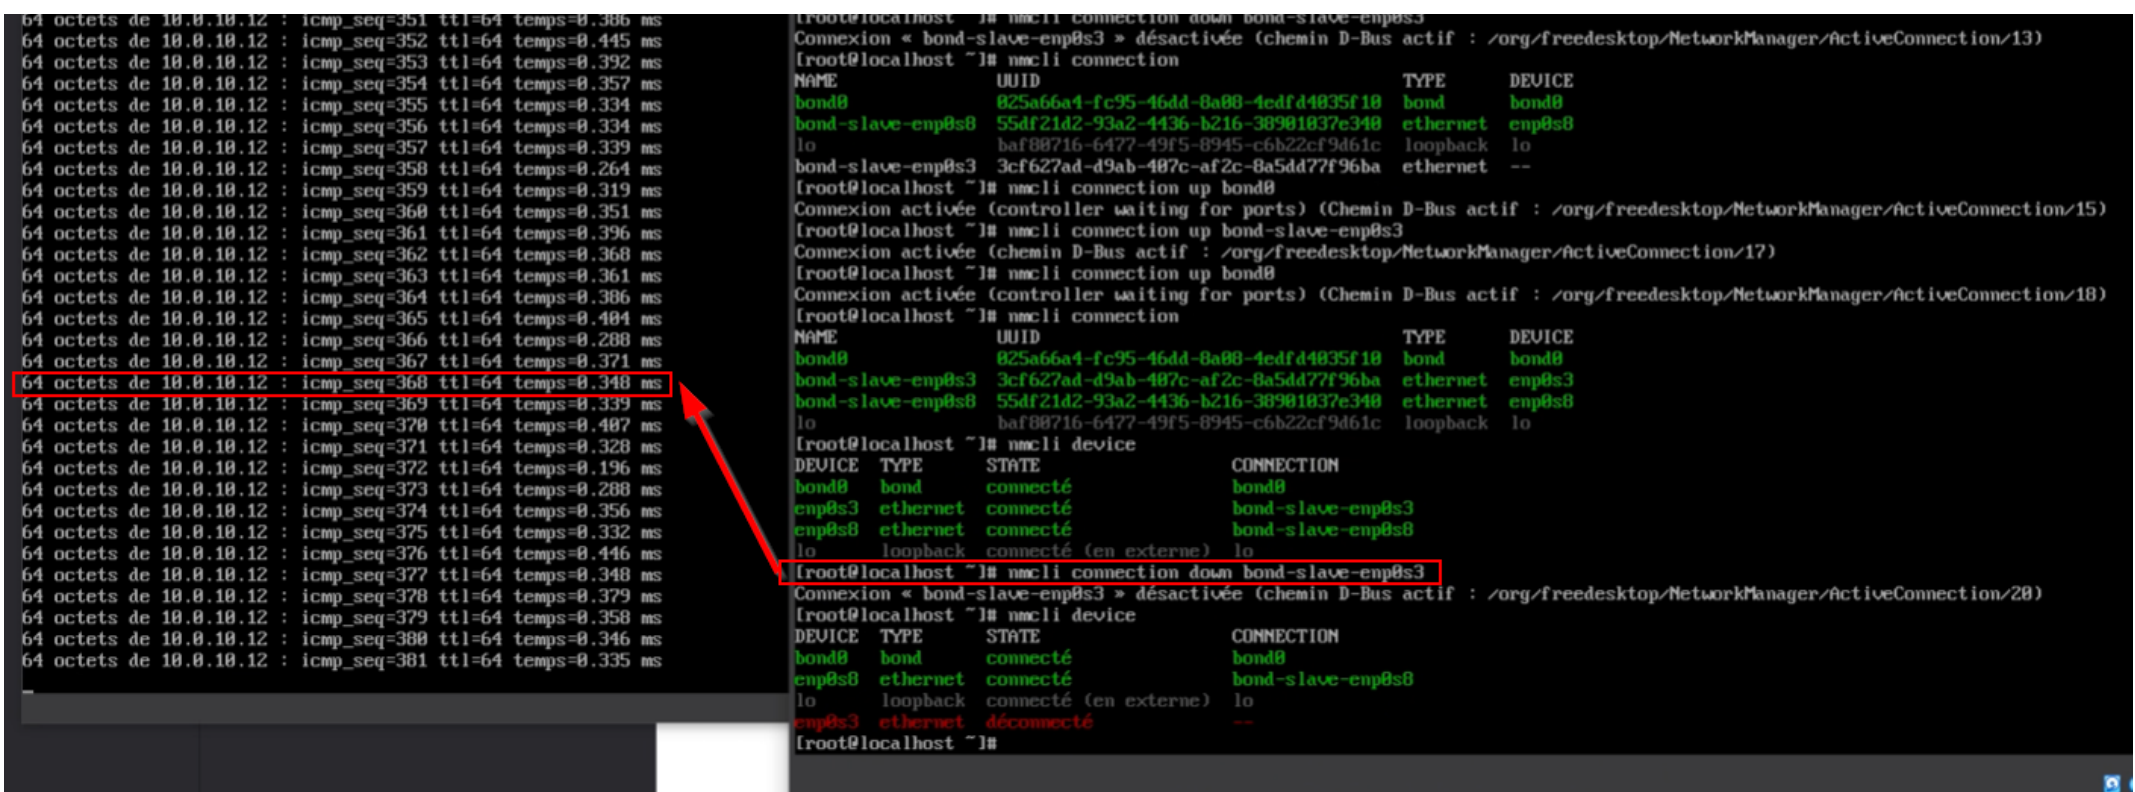 64 octets de 10.0.10.12 : icmp_seq=351 ttl=64 temps=0.386 ms
64 octets de 10.0.10.12 : icmp_seq=352 ttl=64 temps=0.445 ms
64 octets de 10.0.10.12 : icmp_seq=353 ttl=64 temps=0.392 ms
64 octets de 10.0.10.12 : icmp_seq=354 ttl=64 temps=0.357 ms
64 octets de 10.0.10.12 : icmp_seq=355 ttl=64 temps=0.334 ms
64 octets de 10.0.10.12 : icmp_seq=356 ttl=64 temps=0.334 ms
64 octets de 10.0.10.12 : icmp_seq=357 ttl=64 temps=0.339 ms
64 octets de 10.0.10.12 : icmp_seq=358 ttl=64 temps=0.264 ms
64 octets de 10.0.10.12 : icmp_seq=359 ttl=64 temps=0.319 ms
64 octets de 10.0.10.12 : icmp_seq=360 ttl=64 temps=0.351 ms
64 octets de 10.0.10.12 : icmp_seq=361 ttl=64 temps=0.396 ms
64 octets de 10.0.10.12 : icmp_seq=362 ttl=64 temps=0.368 ms
64 octets de 10.0.10.12 : icmp_seq=363 ttl=64 temps=0.361 ms
64 octets de 10.0.10.12 : icmp_seq=364 ttl=64 temps=0.386 ms
64 octets de 10.0.10.12 : icmp_seq=365 ttl=64 temps=0.404 ms
64 octets de 10.0.10.12 : icmp_seq=366 ttl=64 temps=0.288 ms
64 octets de 10.0.10.12 : icmp_seq=367 ttl=64 temps=0.371 ms
64 octets de 10.0.10.12 : icmp_seq=368 ttl=64 temps=0.348 ms
64 octets de 10.0.10.12 : icmp_seq=369 ttl=64 temps=0.339 ms
64 octets de 10.0.10.12 : icmp_seq=370 ttl=64 temps=0.407 ms
64 octets de 10.0.10.12 : icmp_seq=371 ttl=64 temps=0.328 ms
64 octets de 10.0.10.12 : icmp_seq=372 ttl=64 temps=0.196 ms
64 octets de 10.0.10.12 : icmp_seq=373 ttl=64 temps=0.288 ms
64 octets de 10.0.10.12 : icmp_seq=374 ttl=64 temps=0.356 ms
64 octets de 10.0.10.12 : icmp_seq=375 ttl=64 temps=0.332 ms
64 octets de 10.0.10.12 : icmp_seq=376 ttl=64 temps=0.446 ms
64 octets de 10.0.10.12 : icmp_seq=377 ttl=64 temps=0.348 ms
64 octets de 10.0.10.12 : icmp_seq=378 ttl=64 temps=0.379 ms
64 octets de 10.0.10.12 : icmp_seq=379 ttl=64 temps=0.358 ms
64 octets de 10.0.10.12 : icmp_seq=380 ttl=64 temps=0.346 ms
64 octets de 10.0.10.12 : icmp_seq=381 ttl=64 temps=0.335 ms
[root@localhost ~]# nmcli connection down bond-slave-enp0s3
Connexion « bond-slave-enp0s3 » désactivée (chemin D-Bus actif : /org/freedesktop/NetworkManager/ActiveConnection/13)
[root@localhost ~]# nmcli connection
NAME UUID TYPE DEVICE
bond0 025a66a4-fc95-46dd-8a08-4edfd4035f10 bond bond0
bond-slave-enp0s8 55df21d2-93a2-4436-b216-38901037e340 ethernet enp0s8
lo baf80716-6477-49f5-8945-c6b22cf9d61c loopback lo
bond-slave-enp0s3 3cf627ad-d9ab-407c-af2c-8a5dd77f96ba ethernet --
[root@localhost ~]# nmcli connection up bond0
Connexion activée (controller waiting for ports) (Chemin D-Bus actif : /org/freedesktop/NetworkManager/ActiveConnection/15)
[root@localhost ~]# nmcli connection up bond-slave-enp0s3
Connexion activée (chemin D-Bus actif : /org/freedesktop/NetworkManager/ActiveConnection/17)
[root@localhost ~]# nmcli connection up bond0
Connexion activée (controller waiting for ports) (Chemin D-Bus actif : /org/freedesktop/NetworkManager/ActiveConnection/18)
[root@localhost ~]# nmcli connection
NAME UUID TYPE DEVICE
bond0 025a66a4-fc95-46dd-8a08-4edfd4035f10 bond bond0
bond-slave-enp0s3 3cf627ad-d9ab-407c-af2c-8a5dd77f96ba ethernet enp0s3
bond-slave-enp0s8 55df21d2-93a2-4436-b216-38901037e340 ethernet enp0s8
lo baf80716-6477-49f5-8945-c6b22cf9d61c loopback lo
[root@localhost ~]# nmcli device
DEVICE TYPE STATE CONNECTION
bond0 bond connecté bond0
enp0s3 ethernet connecté bond-slave-enp0s3
enp0s8 ethernet connecté bond-slave-enp0s8
lo loopback connecté (en externe) lo
[root@localhost ~]# nmcli connection down bond-slave-enp0s3
Connexion « bond-slave-enp0s3 » désactivée (chemin D-Bus actif : /org/freedesktop/NetworkManager/ActiveConnection/20)
[root@localhost ~]# nmcli device
DEVICE TYPE STATE CONNECTION
bond0 bond connecté bond0
enp0s8 ethernet connecté bond-slave-enp0s8
lo loopback connecté (en externe) lo
enp0s3 ethernet déconnecté --
[root@localhost ~]#